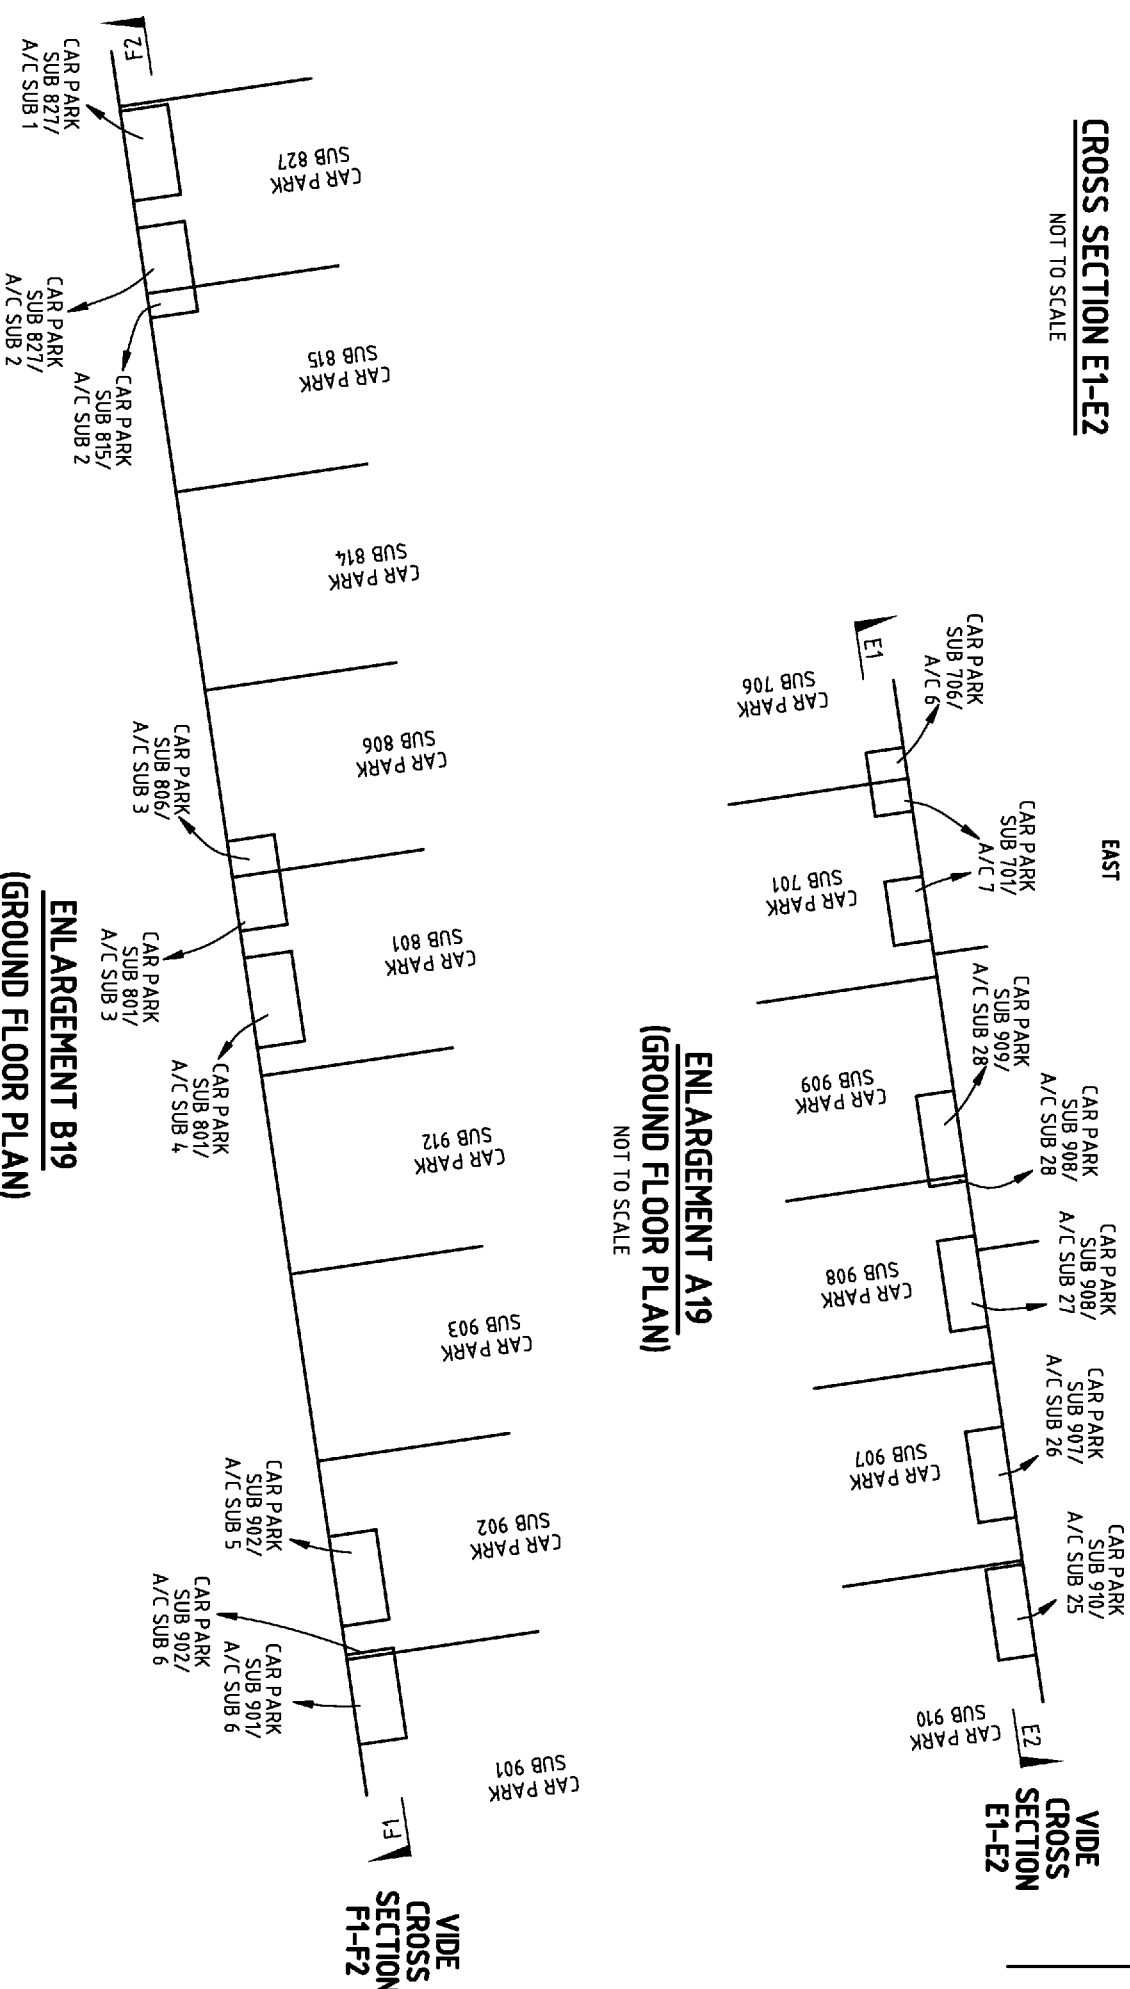 CROSS SECTION E1-E2
NOT TO SCALE
EAST
E1
CAR PARK
SUB 706/
A/C 6
CAR PARK
SUB 701/
A/C 7
CAR PARK
SUB 909/
A/C SUB 28
CAR PARK
SUB 908/
A/C SUB 28
CAR PARK
SUB 908/
A/C SUB 27
CAR PARK
SUB 907/
A/C SUB 26
CAR PARK
SUB 910/
A/C SUB 25
CAR PARK
SUB 706
CAR PARK
SUB 701
CAR PARK
SUB 909
CAR PARK
SUB 908
CAR PARK
SUB 907
CAR PARK
SUB 910
E2
VIDE
CROSS
SECTION
E1-E2
ENLARGEMENT A19
(GROUND FLOOR PLAN)
NOT TO SCALE
F2
CAR PARK
SUB 827
CAR PARK
SUB 815
CAR PARK
SUB 814
CAR PARK
SUB 806
CAR PARK
SUB 801
CAR PARK
SUB 912
CAR PARK
SUB 903
CAR PARK
SUB 902
CAR PARK
SUB 901
CAR PARK
SUB 827/
A/C SUB 1
CAR PARK
SUB 827/
A/C SUB 2
CAR PARK
SUB 815/
A/C SUB 2
CAR PARK
SUB 806/
A/C SUB 3
CAR PARK
SUB 801/
A/C SUB 3
CAR PARK
SUB 801/
A/C SUB 4
CAR PARK
SUB 902/
A/C SUB 5
CAR PARK
SUB 902/
A/C SUB 6
CAR PARK
SUB 901/
A/C SUB 6
F1
VIDE
CROSS
SECTION
F1-F2
ENLARGEMENT B19
(GROUND FLOOR PLAN)